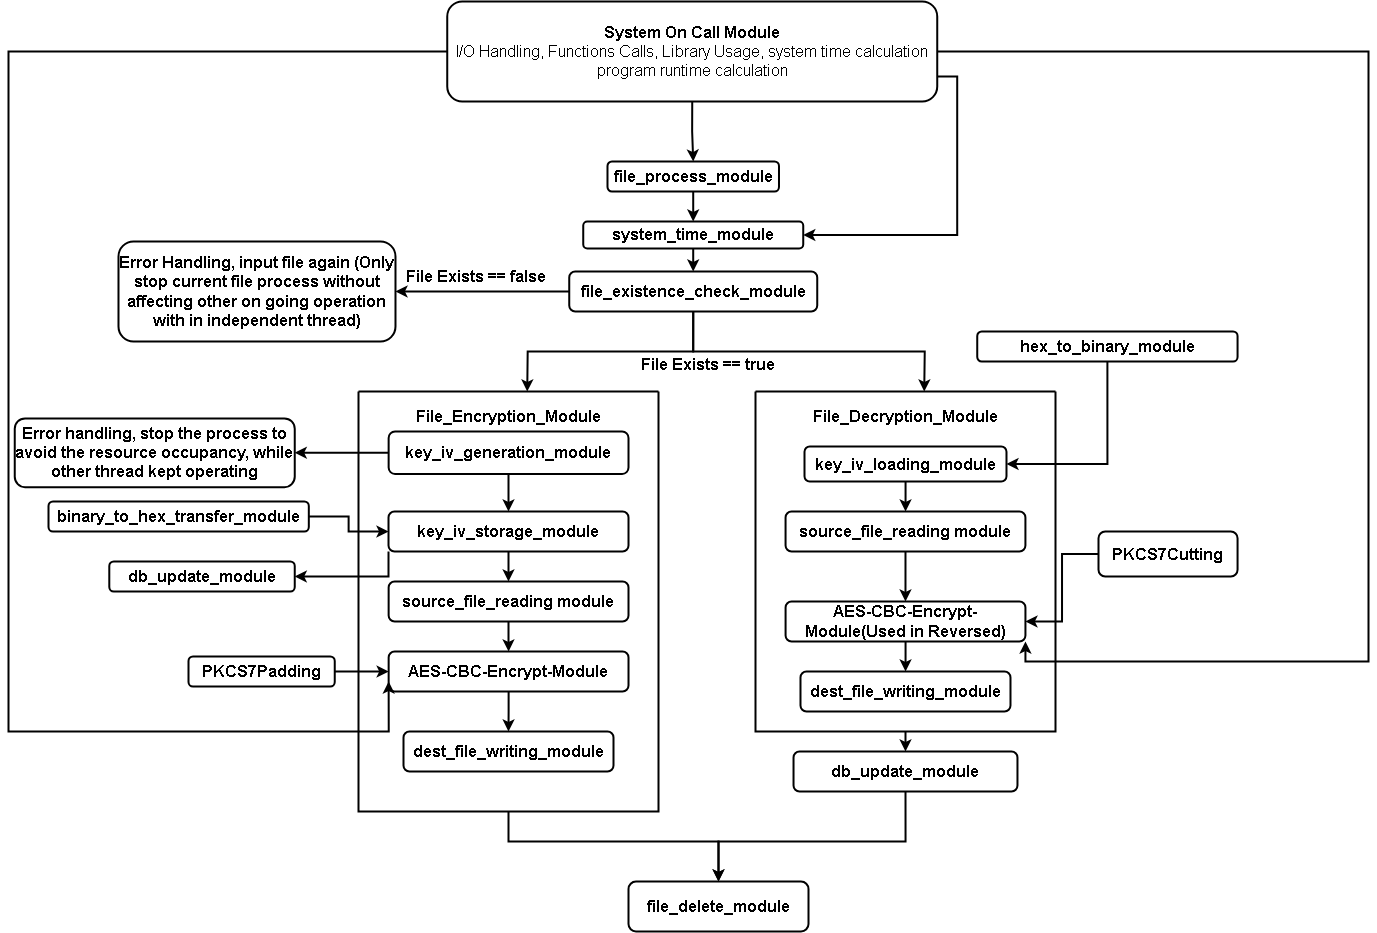 System On Call Module
I/O Handling, Functions Calls, Library Usage, system time calculation
program runtime calculation
file_process_module
system_time_module
Error Handling, input file again (Only
stop current file process without
affecting other on going operation
with in independent thread)
File Exists == false
file_existence_check_module
File Exists == true
hex_to_binary_module
File_Encryption_Module
key_iv_generation_module
Error handling, stop the process to
avoid the resource occupancy, while
other thread kept operating
binary_to_hex_transfer_module
key_iv_storage_module
db_update_module
source_file_reading module
PKCS7Padding
AES-CBC-Encrypt-Module
dest_file_writing_module
File_Decryption_Module
key_iv_loading_module
source_file_reading module
PKCS7Cutting
AES-CBC-Encrypt-
Module(Used in Reversed)
dest_file_writing_module
db_update_module
file_delete_module